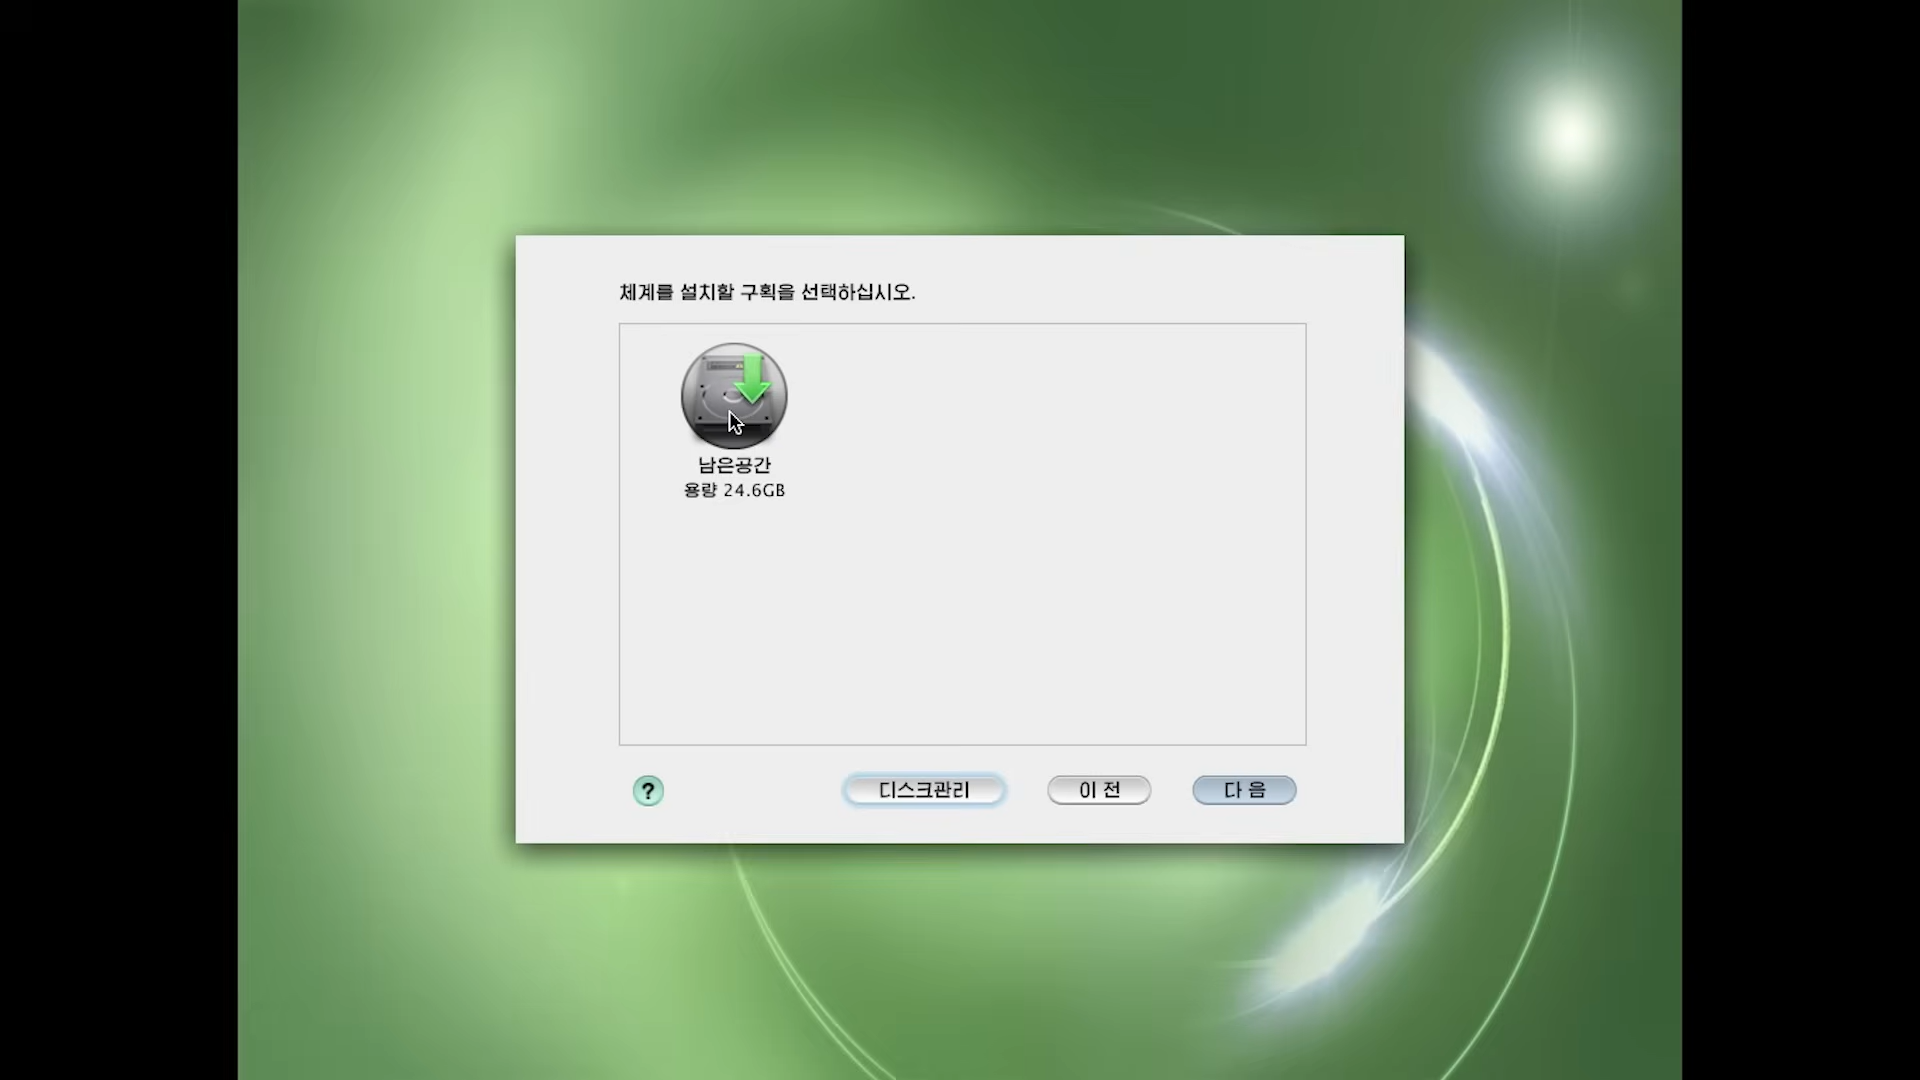 체계를 설치할 구획을 선택하십시오.
남은공간
용량 24.6GB
?
디스크관리
이 전
다 음